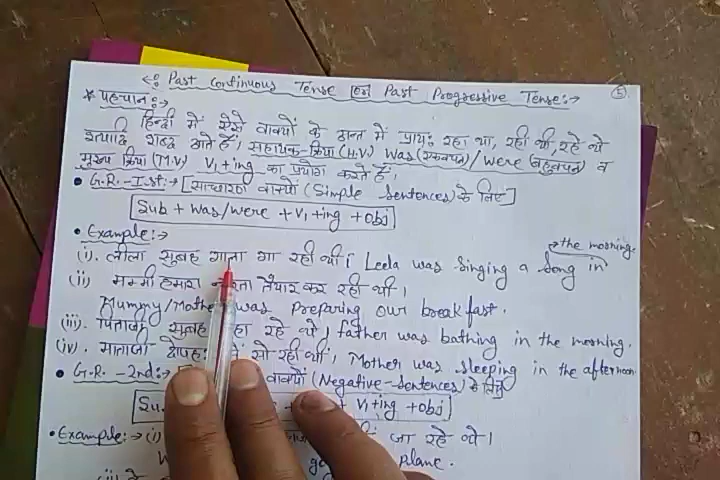 Past Continuous Tense या Past Progressive Tense:→ (5)
* पहचान:→
हिन्दी में ऐसे वाक्यों के अन्त में प्रायः रहा था, रही थी, रहे थे
इत्यादि शब्द आते हैं, सहायक-क्रिया (H.V.) was (एकवचन)/were (बहुवचन) व
मुख्य क्रिया (M.V.) V₁+ing का प्रयोग करते हैं।
• G.R.-Ist:→ [साधारण वाक्यों (Simple Sentences) के लिए]
Sub + was/were + V₁+ing +obj
• Example:→
(i). लीला सुबह गाना गा रही थी। Leela was singing a song in the morning.
(ii) मम्मी हमारा तैयार कर रही थी।
Mummy/Mother was preparing our breakfast.
(iii). पिताजी सुबह रहे थे। father was bathing in the morning.
(iv). माताजी सो रही थीं। Mother was sleeping in the afternoon.
• G.R.-2nd:→ वाक्यों (Negative-Sentences) के लिए
Sub + V₁+ing +obj
• Example:→ (i) जा रहे थे।
plane.